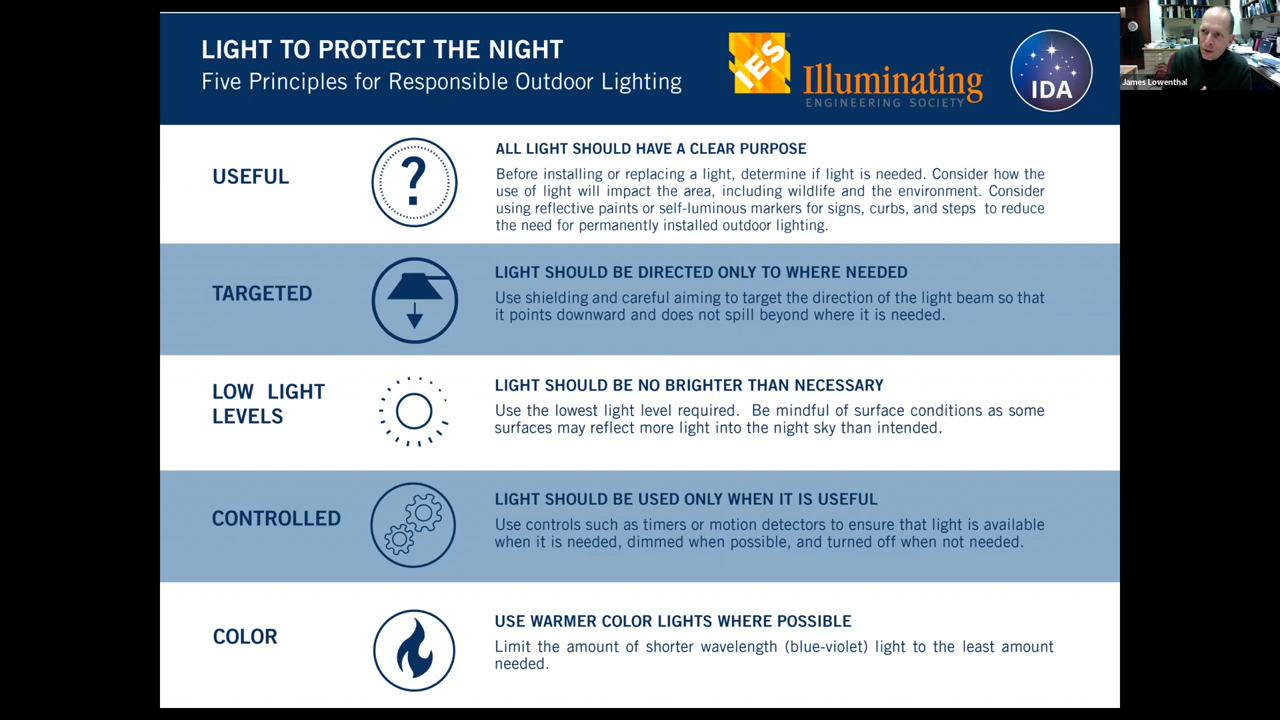 LIGHT TO PROTECT THE NIGHT
Five Principles for Responsible Outdoor Lighting
IES
Illuminating
ENGINEERING SOCIETY
IDA
James Lowenthal
USEFUL
?
ALL LIGHT SHOULD HAVE A CLEAR PURPOSE
Before installing or replacing a light, determine if light is needed. Consider how the
use of light will impact the area, including wildlife and the environment. Consider
using reflective paints or self-luminous markers for signs, curbs, and steps to reduce
the need for permanently installed outdoor lighting.
TARGETED
LIGHT SHOULD BE DIRECTED ONLY TO WHERE NEEDED
Use shielding and careful aiming to target the direction of the light beam so that
it points downward and does not spill beyond where it is needed.
LOW LIGHT
LEVELS
LIGHT SHOULD BE NO BRIGHTER THAN NECESSARY
Use the lowest light level required. Be mindful of surface conditions as some
surfaces may reflect more light into the night sky than intended.
CONTROLLED
LIGHT SHOULD BE USED ONLY WHEN IT IS USEFUL
Use controls such as timers or motion detectors to ensure that light is available
when it is needed, dimmed when possible, and turned off when not needed.
COLOR
USE WARMER COLOR LIGHTS WHERE POSSIBLE
Limit the amount of shorter wavelength (blue-violet) light to the least amount
needed.